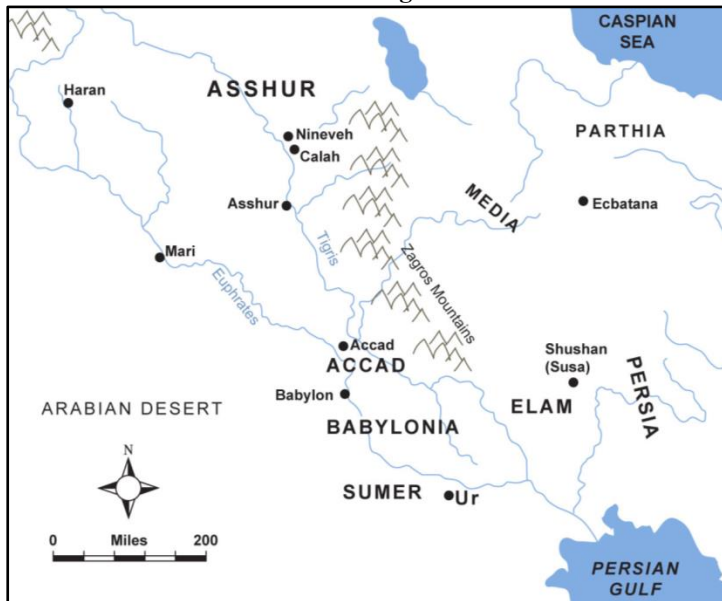 CASPIAN
SEA
Haran
ASSHUR
Nineveh
Calah
PARTHIA
Asshur
MEDIA
Ecbatana
Mari
Tigris
Euphrates
Zagros Mountains
Accad
ACCAD
Shushan
(Susa)
PERSIA
Babylon
ELAM
ARABIAN DESERT
BABYLONIA
N
SUMER
Ur
0 Miles 200
PERSIAN
GULF